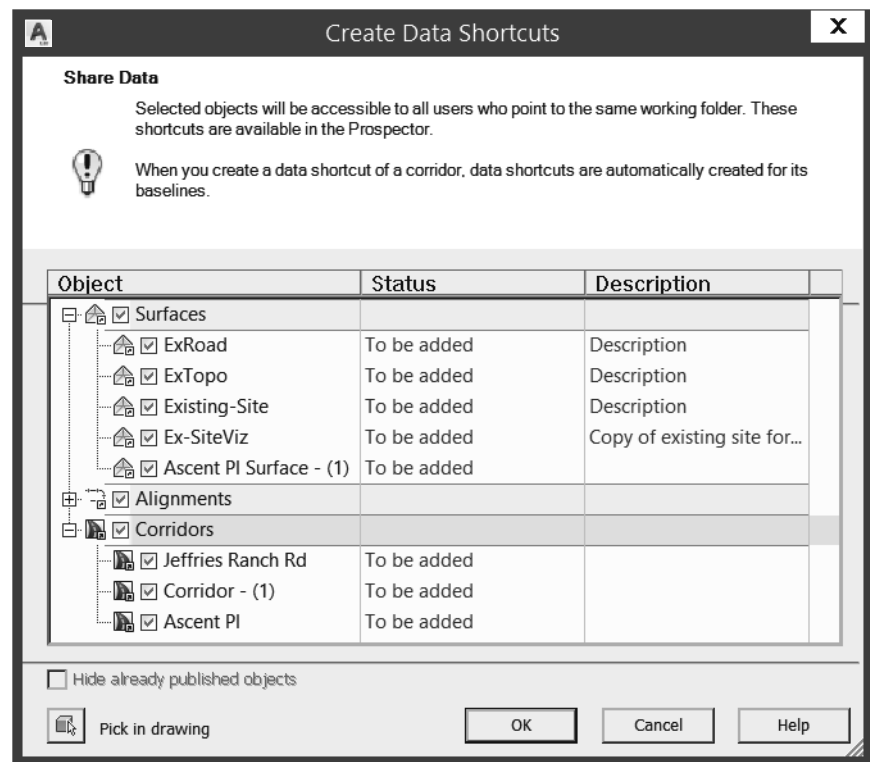 Create Data Shortcuts
X
Share Data
Selected objects will be accessible to all users who point to the same working folder. These
shortcuts are available in the Prospector.
When you create a data shortcut of a corridor, data shortcuts are automatically created for its
baselines.
Object Status Description
Surfaces
ExRoad To be added Description
ExTopo To be added Description
Existing-Site To be added Description
Ex-SiteViz To be added Copy of existing site for...
Ascent Pl Surface - (1) To be added
Alignments
Corridors
Jeffries Ranch Rd To be added
Corridor - (1) To be added
Ascent Pl To be added
Hide already published objects
Pick in drawing OK Cancel Help